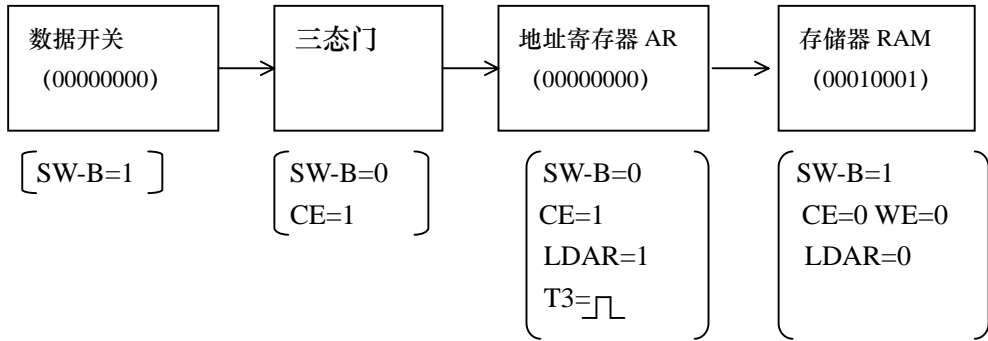 数据开关
(00000000)
三态门
地址寄存器 AR
(00000000)
存储器 RAM
(00010001)
SW-B=1
SW-B=0
CE=1
SW-B=0
CE=1
LDAR=1
T3=
SW-B=1
CE=0 WE=0
LDAR=0